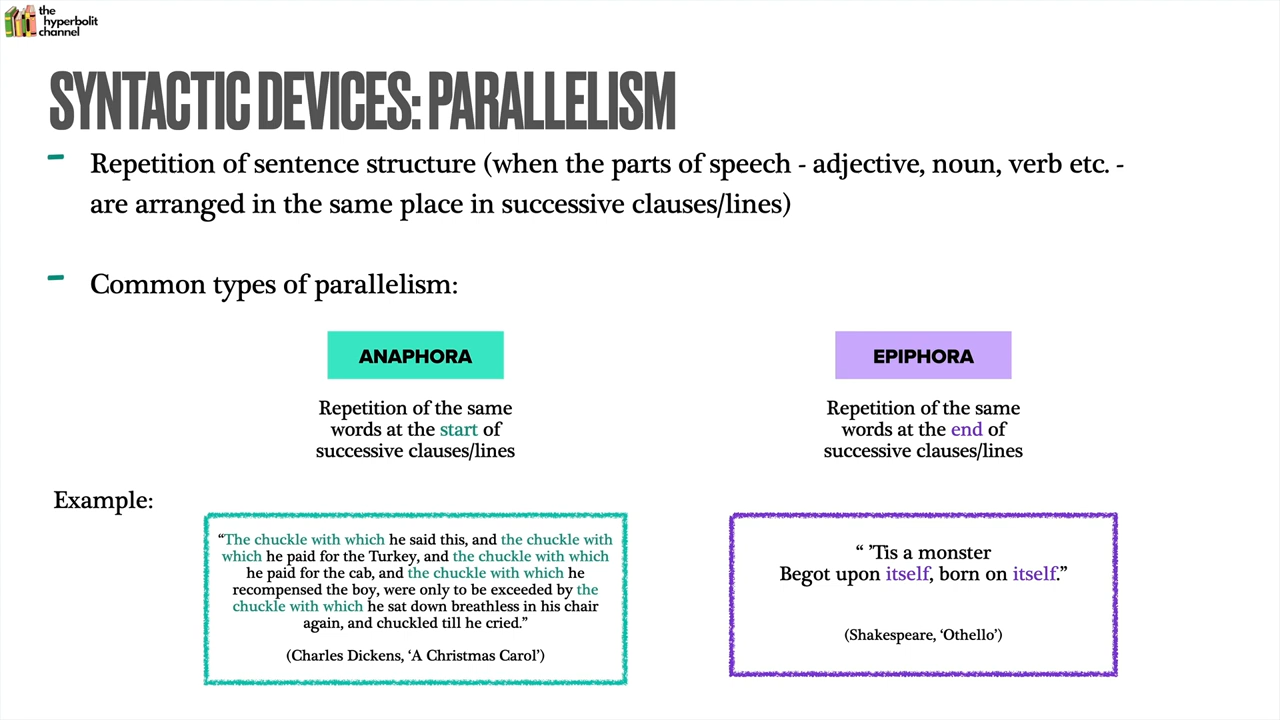 the
hyperbolit
channel
SYNTACTIC DEVICES: PARALLELISM
- Repetition of sentence structure (when the parts of speech - adjective, noun, verb etc. -
are arranged in the same place in successive clauses/lines)
- Common types of parallelism:
ANAPHORA
Repetition of the same
words at the start of
successive clauses/lines
EPIPHORA
Repetition of the same
words at the end of
successive clauses/lines
Example:
“The chuckle with which he said this, and the chuckle with
which he paid for the Turkey, and the chuckle with which
he paid for the cab, and the chuckle with which he
recompensed the boy, were only to be exceeded by the
chuckle with which he sat down breathless in his chair
again, and chuckled till he cried.”
(Charles Dickens, ‘A Christmas Carol’)
“ ’Tis a monster
Begot upon itself, born on itself.”
(Shakespeare, ‘Othello’)